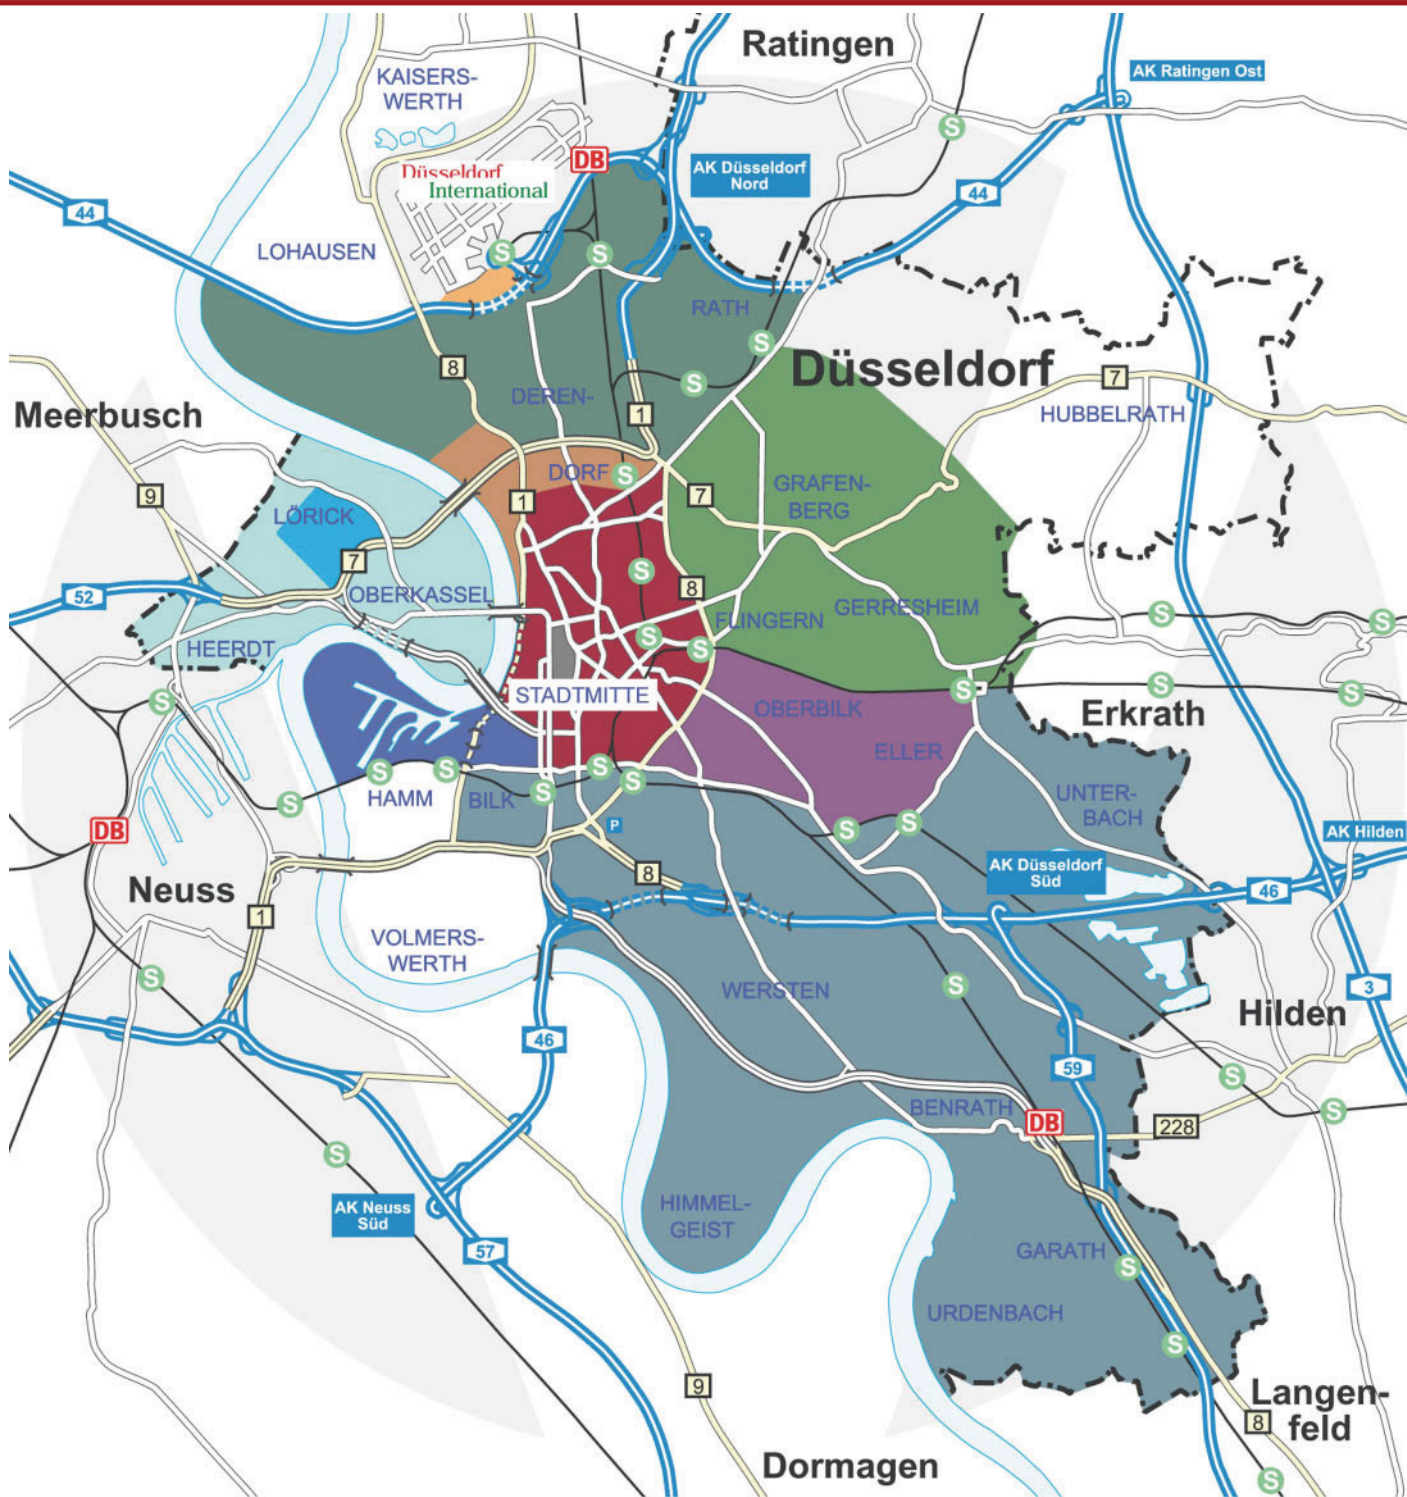 Ratingen
KAISERS-
WERTH
AK Ratingen Ost
S
DB
AK Düsseldorf
Nord
Düsseldorf
International
44
44
LOHAUSEN
S
S
RATH
S
8
Düsseldorf
7
S
DEREN-
Meerbusch
1
HUBBELRATH
DORF
S
GRAFEN-
BERG
9
1
7
LÖRICK
7
S
8
52
OBERKASSEL
GERRESHEIM
S
S
FLINGERN
HEERDT
S
S
STADTMITTE
S
S
S
S
OBERBILK
Erkrath
ELLER
S
S
S
S
HAMM
BILK
S
S
UNTER-
BACH
S
S
DB
P
AK Hilden
AK Düsseldorf
Süd
8
46
Neuss
1
VOLMERS-
WERTH
S
WERSTEN
S
3
Hilden
46
59
S
BENRATH
DB
228
S
S
AK Neuss
Süd
HIMMEL-
GEIST
57
GARATH
S
URDENBACH
S
9
Langen-
feld
8
Dormagen
S